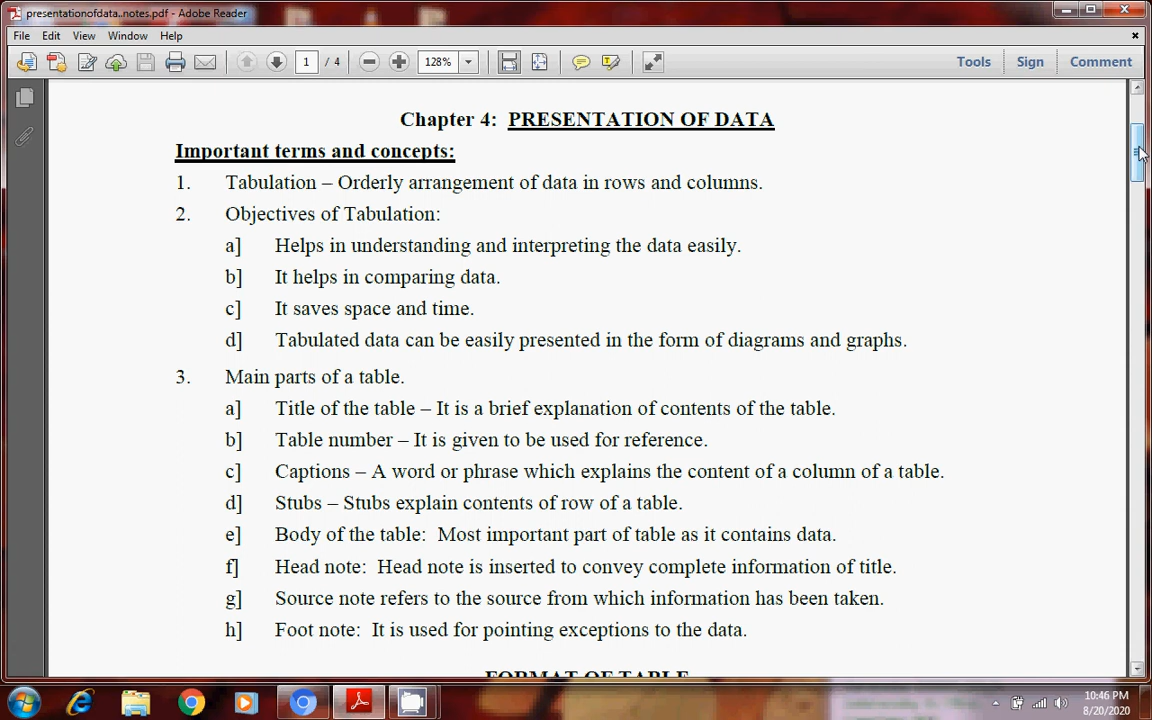 presentationofdata..notes.pdf - Adobe Reader
File Edit View Window Help
1 / 4 128% Tools Sign Comment
Chapter 4: PRESENTATION OF DATA
Important terms and concepts:
1. Tabulation – Orderly arrangement of data in rows and columns.
2. Objectives of Tabulation:
a] Helps in understanding and interpreting the data easily.
b] It helps in comparing data.
c] It saves space and time.
d] Tabulated data can be easily presented in the form of diagrams and graphs.
3. Main parts of a table.
a] Title of the table – It is a brief explanation of contents of the table.
b] Table number – It is given to be used for reference.
c] Captions – A word or phrase which explains the content of a column of a table.
d] Stubs – Stubs explain contents of row of a table.
e] Body of the table: Most important part of table as it contains data.
f] Head note: Head note is inserted to convey complete information of title.
g] Source note refers to the source from which information has been taken.
h] Foot note: It is used for pointing exceptions to the data.
FORMAT OF TABLE
10:46 PM
8/20/2020